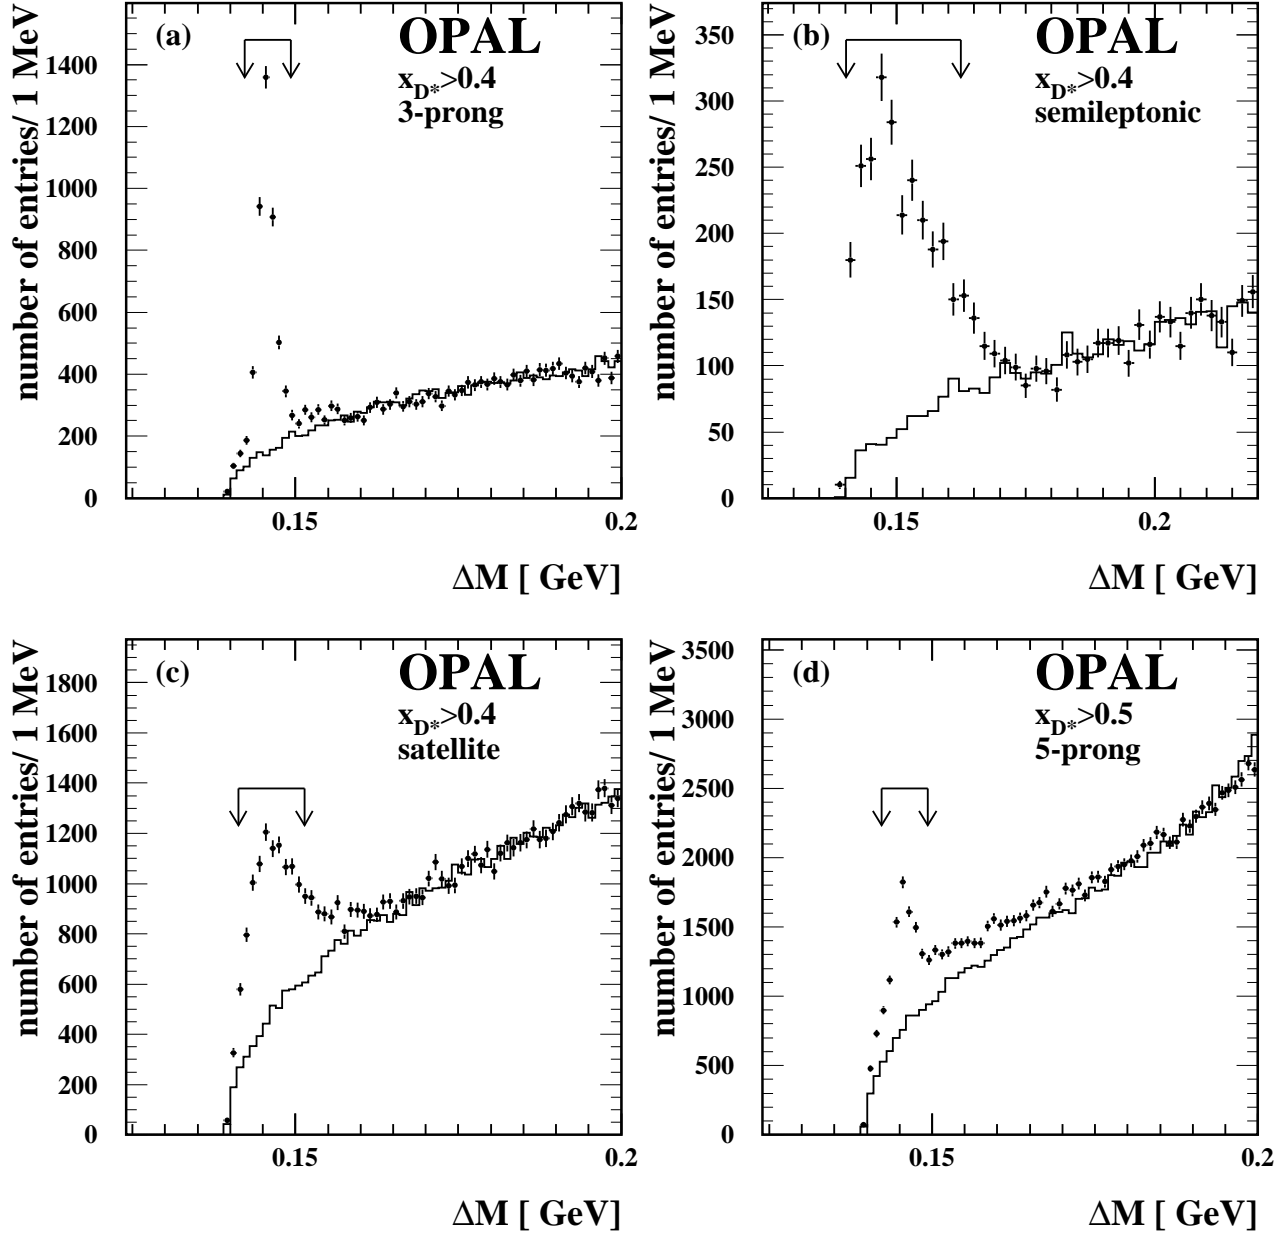 (a)
OPAL
x_D*>0.4
3-prong
number of entries/ 1 MeV
1400
1200
1000
800
600
400
200
0
0.15 0.2
ΔM [ GeV]
(b)
OPAL
x_D*>0.4
semileptonic
number of entries/ 1 MeV
350
300
250
200
150
100
50
0
0.15 0.2
ΔM [ GeV]
(c)
OPAL
x_D*>0.4
satellite
number of entries/ 1 MeV
1800
1600
1400
1200
1000
800
600
400
200
0
0.15 0.2
ΔM [ GeV]
(d)
OPAL
x_D*>0.5
5-prong
number of entries/ 1 MeV
3500
3000
2500
2000
1500
1000
500
0
0.15 0.2
ΔM [ GeV]